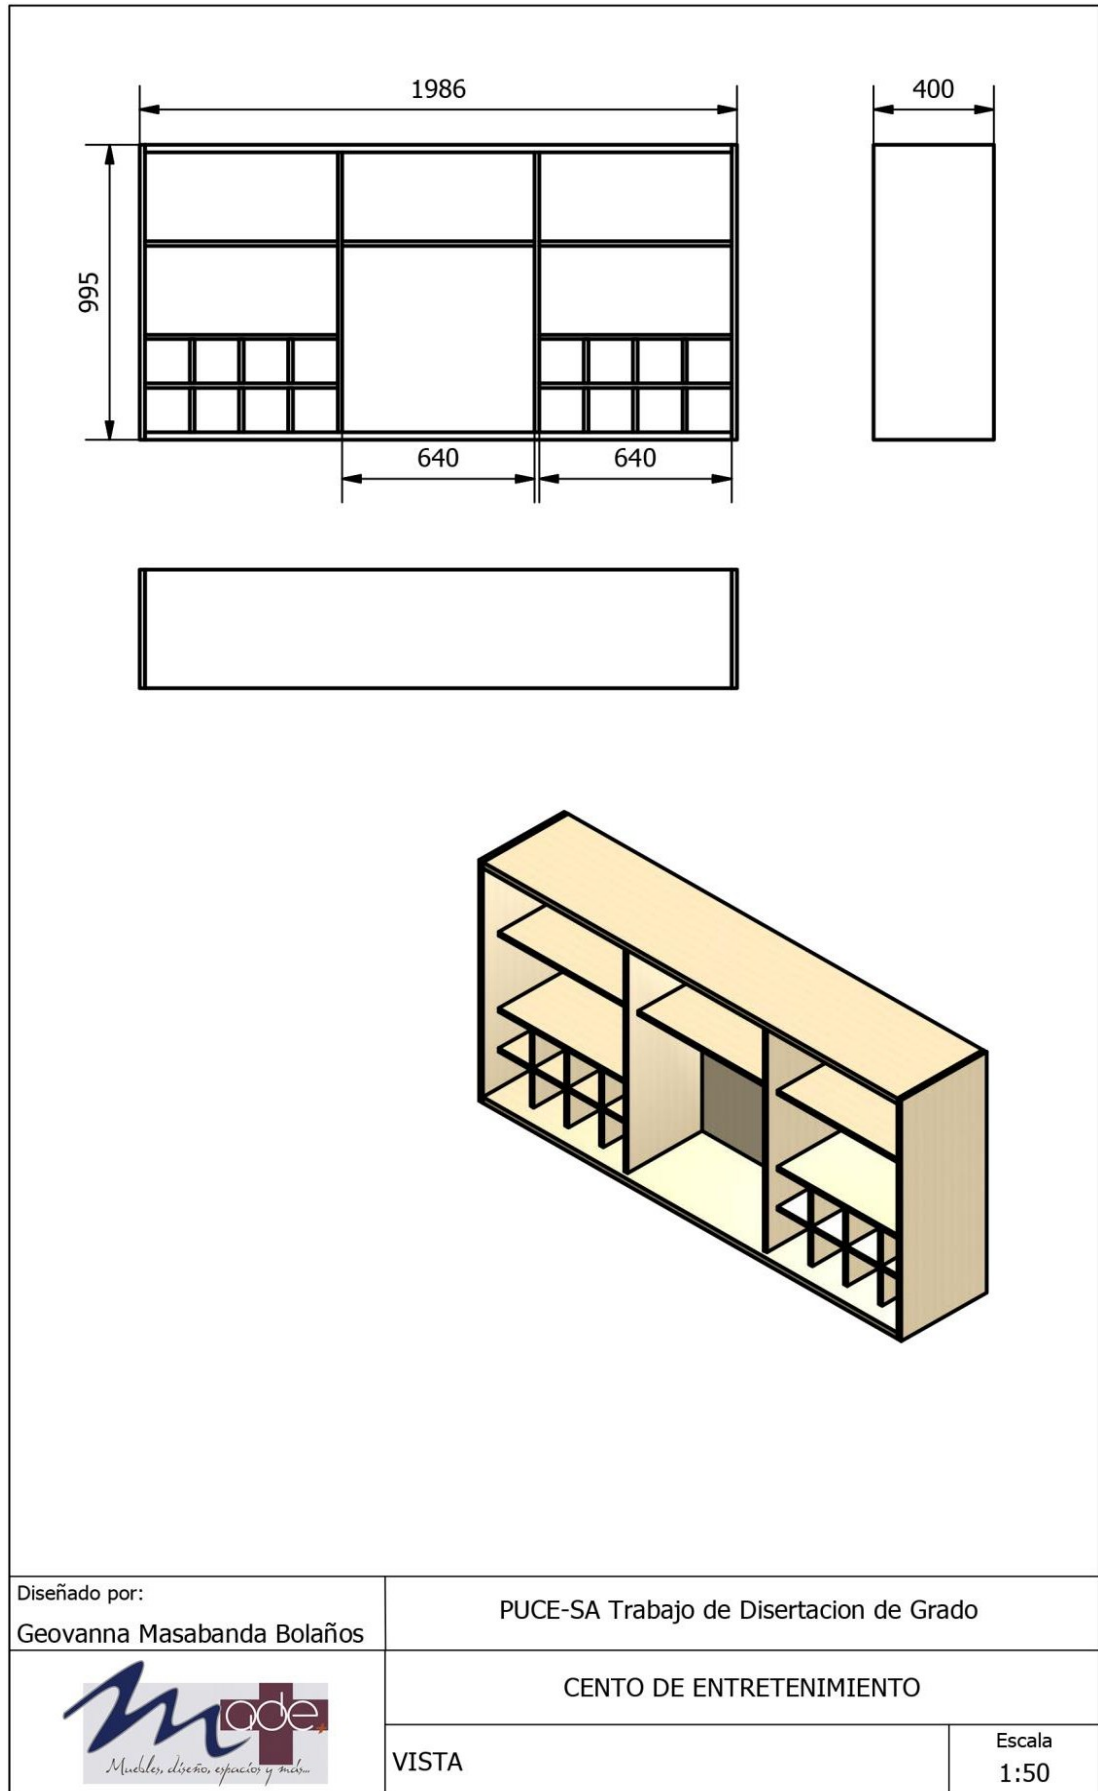 1986
400
995
640
640
Diseñado por:
Geovanna Masabanda Bolaños
PUCE-SA Trabajo de Disertacion de Grado
made+
Muebles, diseño, espacios y más...
CENTO DE ENTRETENIMIENTO
VISTA
Escala
1:50